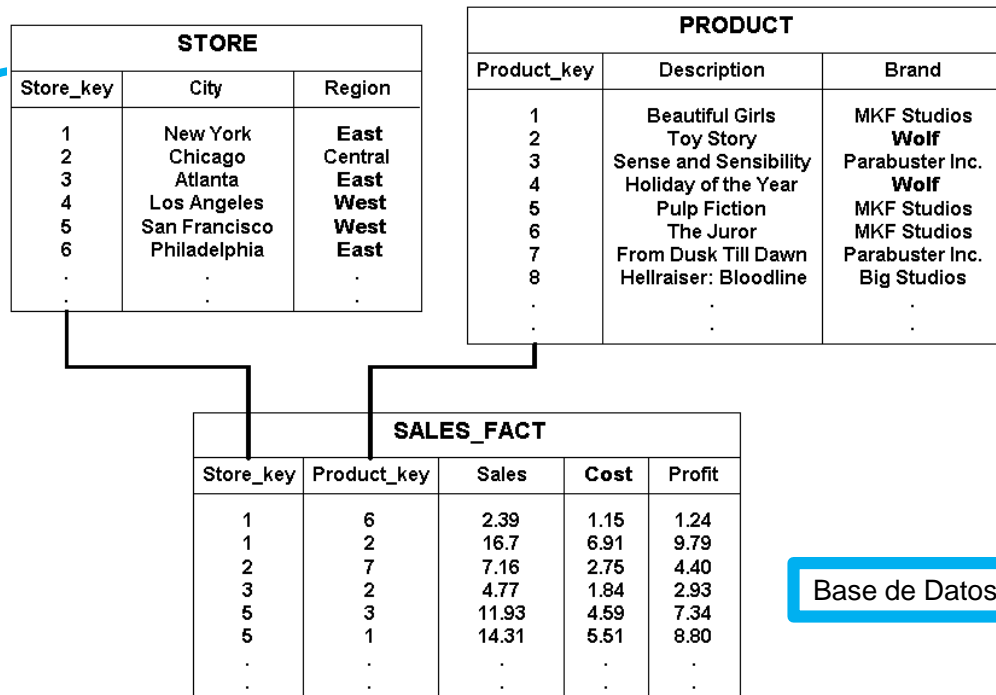 STORE
Store_key City Region
1 New York East
2 Chicago Central
3 Atlanta East
4 Los Angeles West
5 San Francisco West
6 Philadelphia East
. . .
. . .
PRODUCT
Product_key Description Brand
1 Beautiful Girls MKF Studios
2 Toy Story Wolf
3 Sense and Sensibility Parabuster Inc.
4 Holiday of the Year Wolf
5 Pulp Fiction MKF Studios
6 The Juror MKF Studios
7 From Dusk Till Dawn Parabuster Inc.
8 Hellraiser: Bloodline Big Studios
. . .
. . .
SALES_FACT
Store_key Product_key Sales Cost Profit
1 6 2.39 1.15 1.24
1 2 16.7 6.91 9.79
2 7 7.16 2.75 4.40
3 2 4.77 1.84 2.93
5 3 11.93 4.59 7.34
5 1 14.31 5.51 8.80
. . . . .
. . . . .
Base de Datos